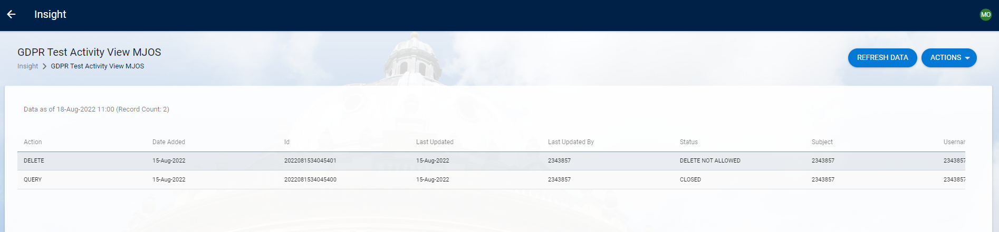 Insight
MO
GDPR Test Activity View MJOS
Insight > GDPR Test Activity View MJOS
REFRESH DATA
ACTIONS
Data as of 18-Aug-2022 11:00 (Record Count: 2)
Action Date Added Id Last Updated Last Updated By Status Subject Usernar
DELETE 15-Aug-2022 2022081534045401 15-Aug-2022 2343857 DELETE NOT ALLOWED 2343857 2343857
QUERY 15-Aug-2022 2022081534045400 15-Aug-2022 2343857 CLOSED 2343857 2343857